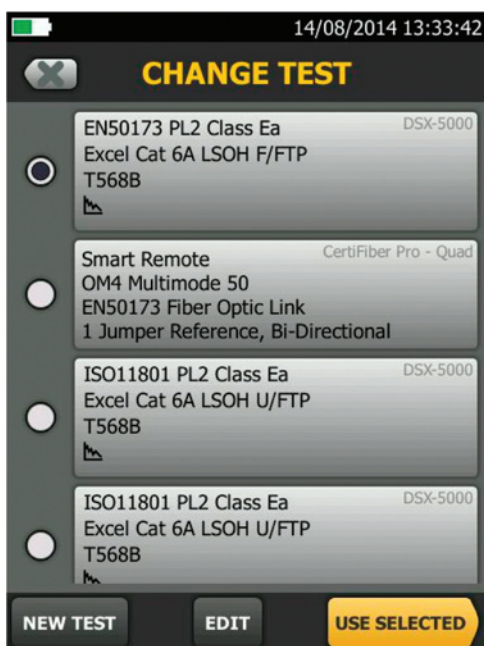 14/08/2014 13:33:42
CHANGE TEST
EN50173 PL2 Class Ea DSX-5000
Excel Cat 6A LSOH F/FTP
T568B
Smart Remote CertiFiber Pro - Quad
OM4 Multimode 50
EN50173 Fiber Optic Link
1 Jumper Reference, Bi-Directional
ISO11801 PL2 Class Ea DSX-5000
Excel Cat 6A LSOH U/FTP
T568B
ISO11801 PL2 Class Ea DSX-5000
Excel Cat 6A LSOH U/FTP
T568B
NEW TEST EDIT USE SELECTED